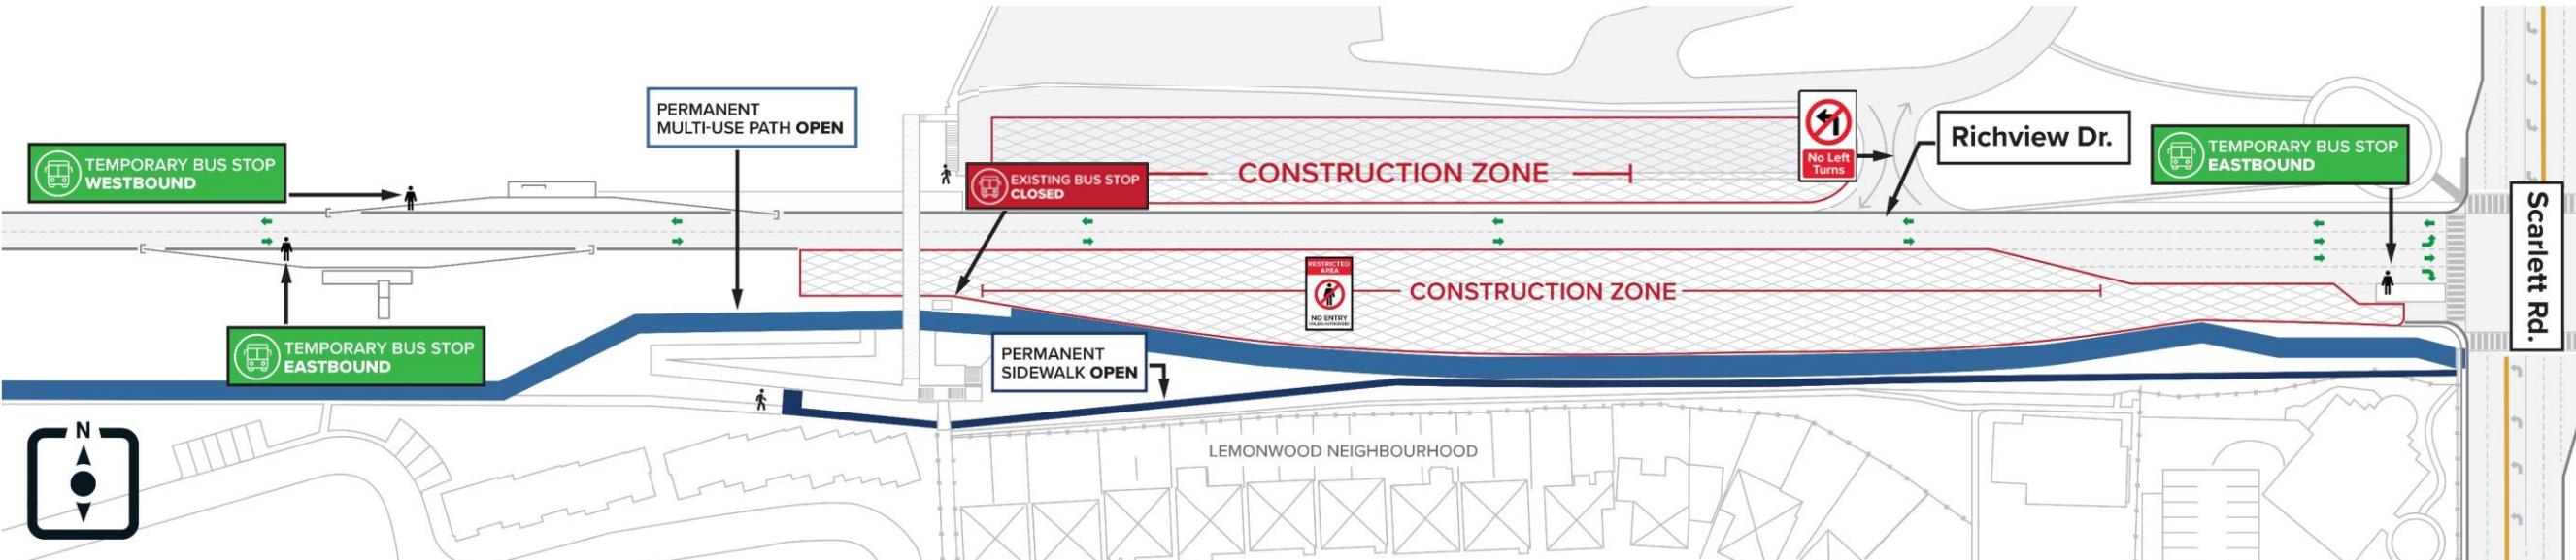 PERMANENT
MULTI-USE PATH OPEN
TEMPORARY BUS STOP
WESTBOUND
EXISTING BUS STOP
CLOSED
CONSTRUCTION ZONE
No Left
Turns
Richview Dr.
TEMPORARY BUS STOP
EASTBOUND
Scarlett Rd.
RESTRICTED
AREA
NO ENTRY
CONSTRUCTION ZONE
TEMPORARY BUS STOP
EASTBOUND
PERMANENT
SIDEWALK OPEN
N
LEMONWOOD NEIGHBOURHOOD